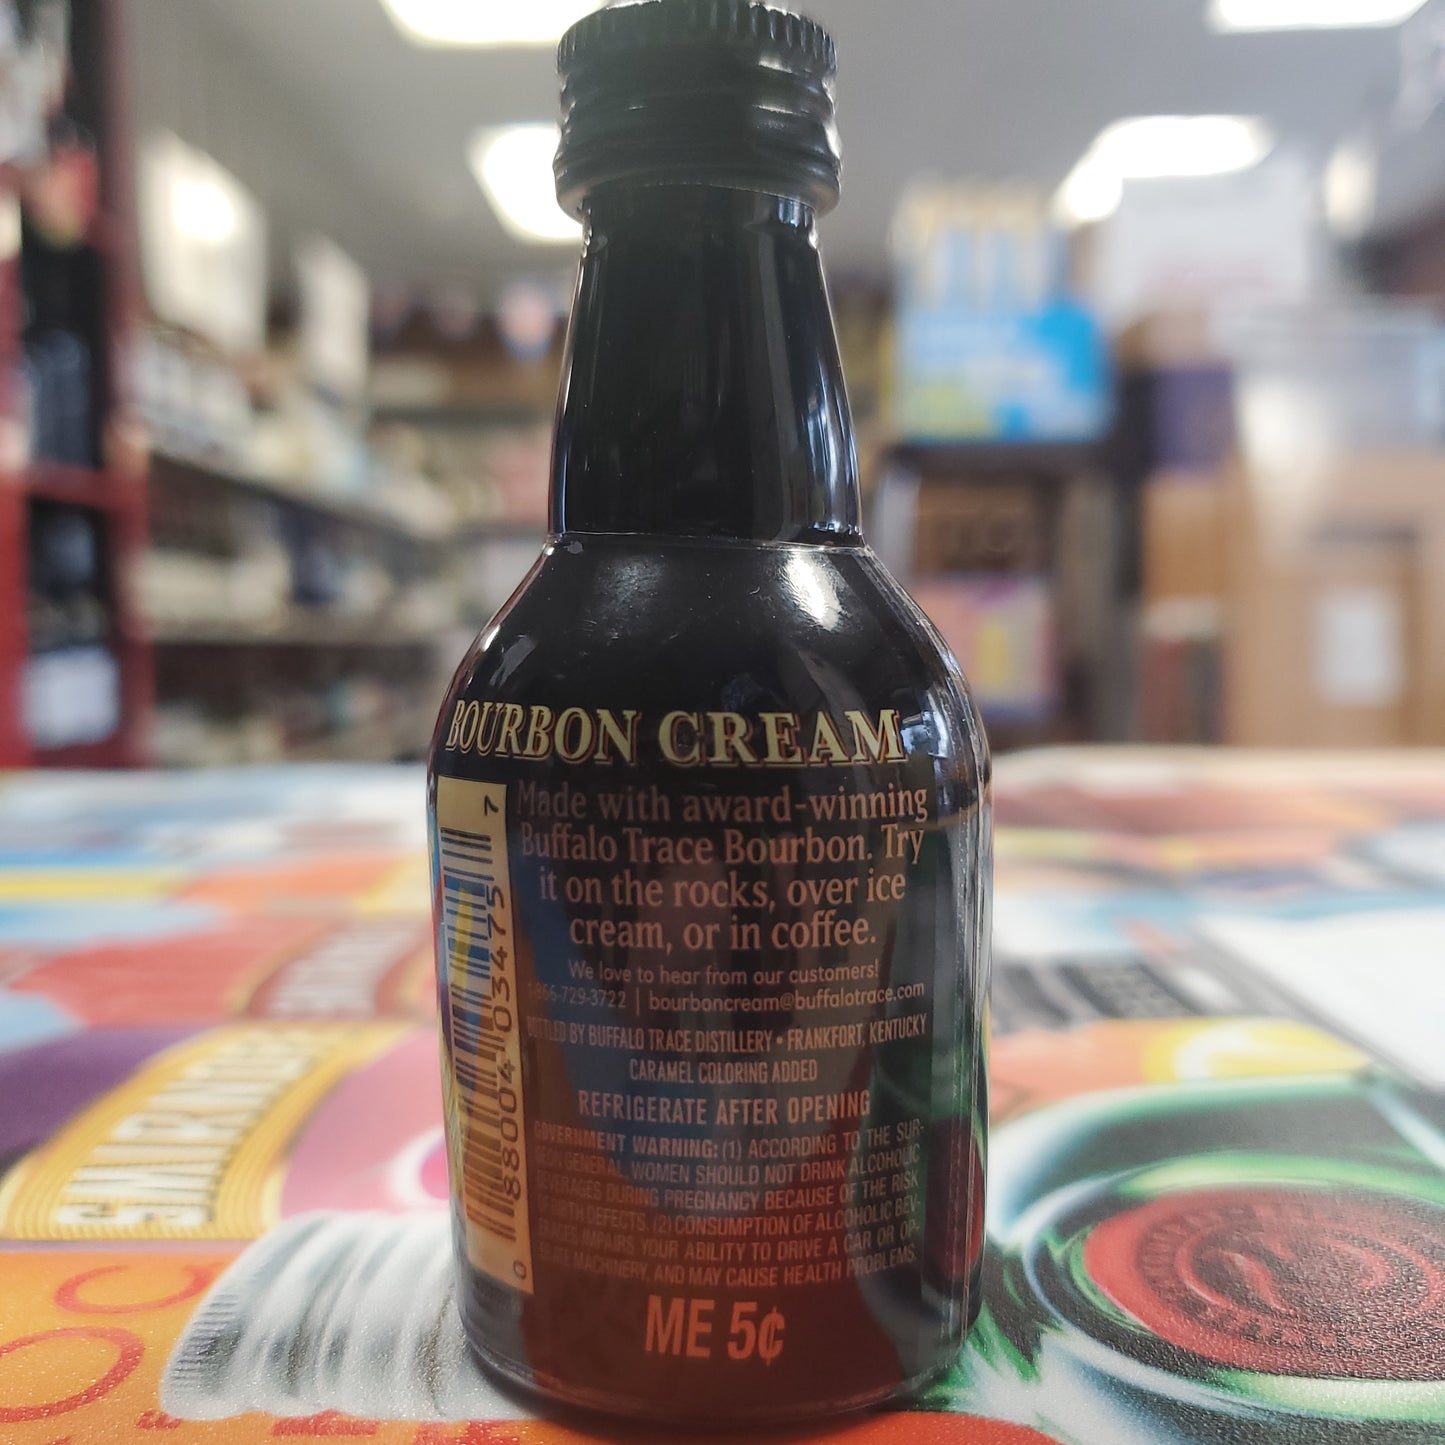 BOURBON CREAM
Made with award-winning
Buffalo Trace Bourbon. Try
it on the rocks, over ice
cream, or in coffee.
We love to hear from our customers!
1-866-729-3722 | bourboncream@buffalotrace.com
BOTTLED BY BUFFALO TRACE DISTILLERY • FRANKFORT, KENTUCKY
CARAMEL COLORING ADDED
REFRIGERATE AFTER OPENING
GOVERNMENT WARNING: (1) ACCORDING TO THE SUR-
GEON GENERAL, WOMEN SHOULD NOT DRINK ALCOHOLIC
BEVERAGES DURING PREGNANCY BECAUSE OF THE RISK
OF BIRTH DEFECTS. (2) CONSUMPTION OF ALCOHOLIC BEV-
ERAGES IMPAIRS YOUR ABILITY TO DRIVE A CAR OR OP-
ERATE MACHINERY, AND MAY CAUSE HEALTH PROBLEMS.
ME 5¢
0 88004 03475 7
SMIRNOFF